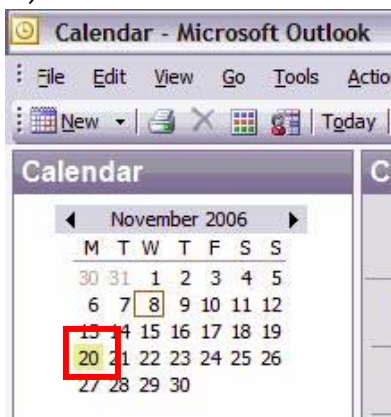 Calendar - Microsoft Outlook
File Edit View Go Tools Actio
New Today
Calendar C
November 2006
M T W T F S S
30 31 1 2 3 4 5
6 7 8 9 10 11 12
13 14 15 16 17 18 19
20 21 22 23 24 25 26
27 28 29 30